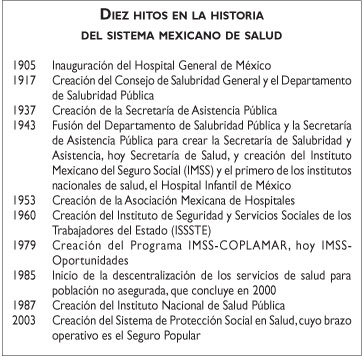 DIEZ HITOS EN LA HISTORIA
DEL SISTEMA MEXICANO DE SALUD
1905 Inauguración del Hospital General de México
1917 Creación del Consejo de Salubridad General y el Departamento
de Salubridad Pública
1937 Creación de la Secretaría de Asistencia Pública
1943 Fusión del Departamento de Salubridad Pública y la Secretaría
de Asistencia Pública para crear la Secretaría de Salubridad y
Asistencia, hoy Secretaría de Salud, y creación del Instituto
Mexicano del Seguro Social (IMSS) y el primero de los institutos
nacionales de salud, el Hospital Infantil de México
1953 Creación de la Asociación Mexicana de Hospitales
1960 Creación del Instituto de Seguridad y Servicios Sociales de los
Trabajadores del Estado (ISSSTE)
1979 Creación del Programa IMSS-COPLAMAR, hoy IMSS-
Oportunidades
1985 Inicio de la descentralización de los servicios de salud para
población no asegurada, que concluye en 2000
1987 Creación del Instituto Nacional de Salud Pública
2003 Creación del Sistema de Protección Social en Salud, cuyo brazo
operativo es el Seguro Popular